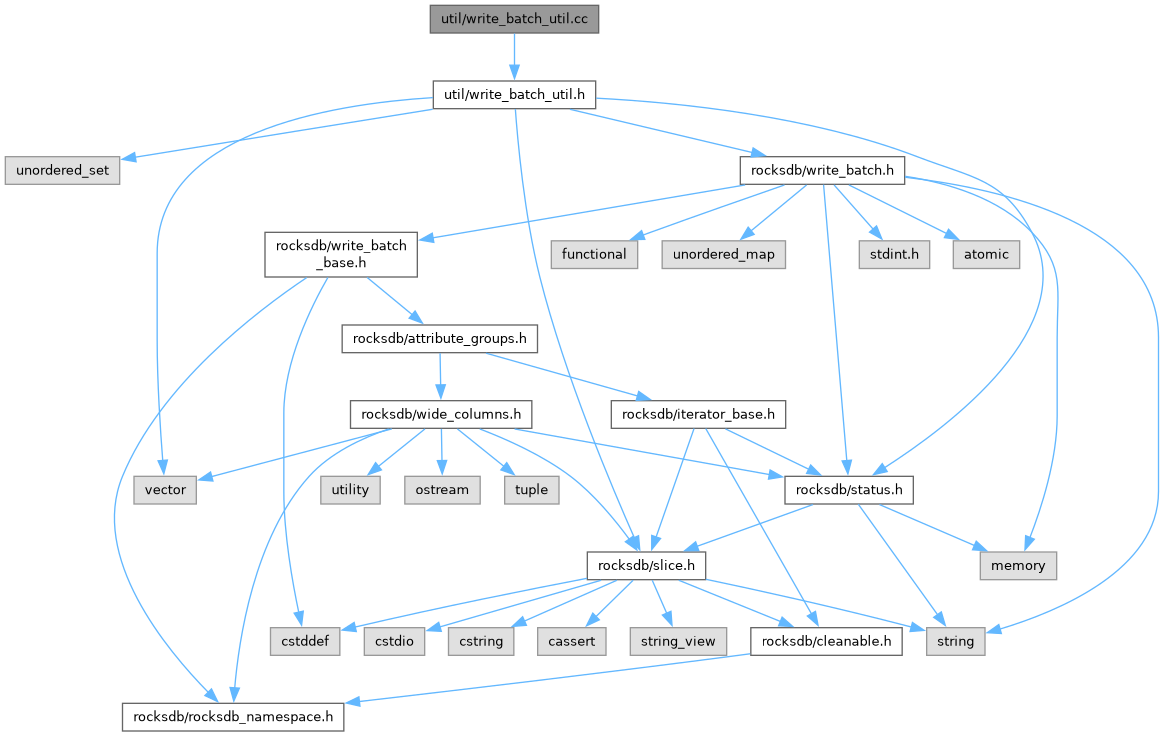 util/write_batch_util.cc
util/write_batch_util.h
unordered_set
rocksdb/write_batch.h
rocksdb/write_batch
_base.h
functional
unordered_map
stdint.h
atomic
rocksdb/attribute_groups.h
rocksdb/wide_columns.h
rocksdb/iterator_base.h
vector
utility
ostream
tuple
rocksdb/status.h
rocksdb/slice.h
memory
cstddef
cstdio
cstring
cassert
string_view
rocksdb/cleanable.h
string
rocksdb/rocksdb_namespace.h